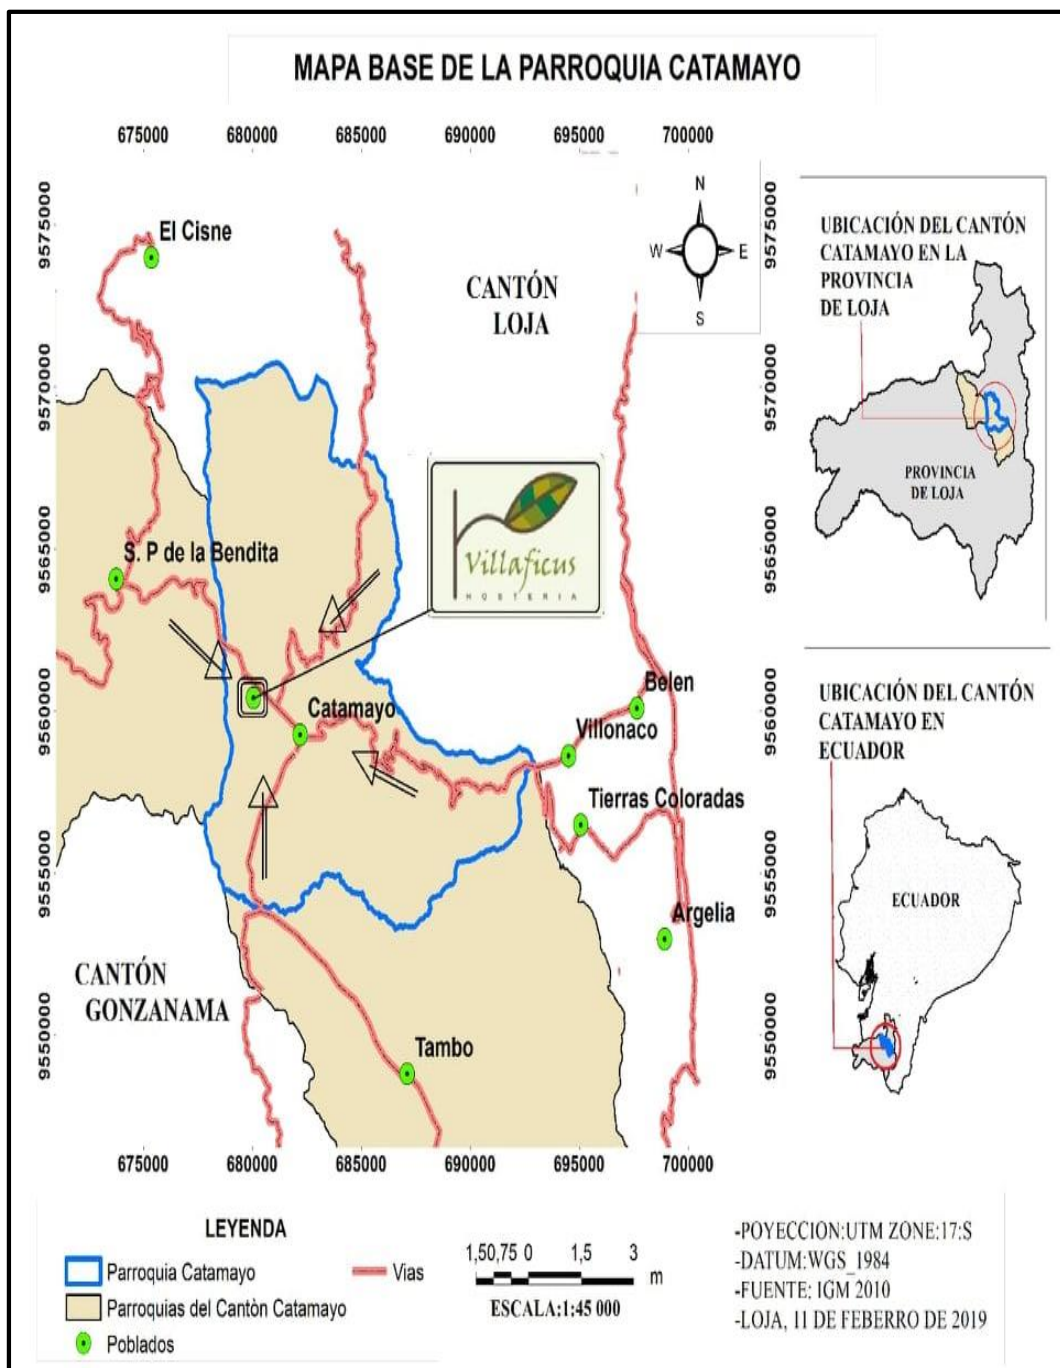 MAPA BASE DE LA PARROQUIA CATAMAYO
675000 680000 685000 690000 695000 700000
9575000
9570000
9565000
9560000
9555000
9550000
El Cisne
S. P de la Bendita
Catamayo
Belen
Villonaco
Tierras Coloradas
Argelia
Tambo
CANTÓN
LOJA
CANTÓN
GONZANAMA
Villaficus
HOSTERIA
N
W E
S
9575000
9570000
9565000
9560000
9555000
9550000
675000 680000 685000 690000 695000 700000
UBICACIÓN DEL CANTÓN
CATAMAYO EN LA
PROVINCIA
DE LOJA
PROVINCIA
DE LOJA
UBICACIÓN DEL CANTÓN
CATAMAYO EN
ECUADOR
ECUADOR
LEYENDA
Parroquia Catamayo
Parroquias del Cantòn Catamayo
Poblados
Vias
1,50,75 0 1,5 3
m
ESCALA:1:45 000
-POYECCION:UTM ZONE:17:S
-DATUM:WGS_1984
-FUENTE: IGM 2010
-LOJA, 11 DE FEBERRO DE 2019